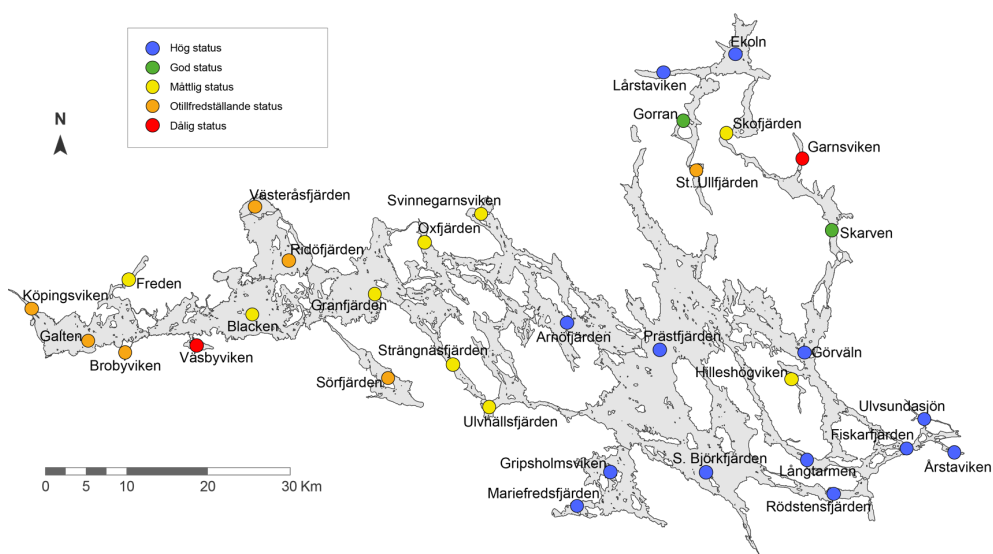 Hög status
God status
Måttlig status
Otillfredställande status
Dålig status
N
Ekoln
Lårstaviken
Gorran
Skofjärden
Garnsviken
St. Ullfjärden
Skarven
Västeråsfjärden
Svinnegarnsviken
Oxfjärden
Ridöfjärden
Freden
Köpingsviken
Granfjärden
Blacken
Galten
Brobyviken
Väsbyviken
Arnöfjärden
Prästfjärden
Görväln
Strängnäsfjärden
Hilleshögviken
Sörfjärden
Ulvhällsfjärden
Ulvsundasjön
Fiskarfjärden
Årstaviken
Gripsholmsviken
S. Björkfjärden
Långtarmen
Mariefredsfjärden
Rödstensfjärden
0 5 10 20 30 Km